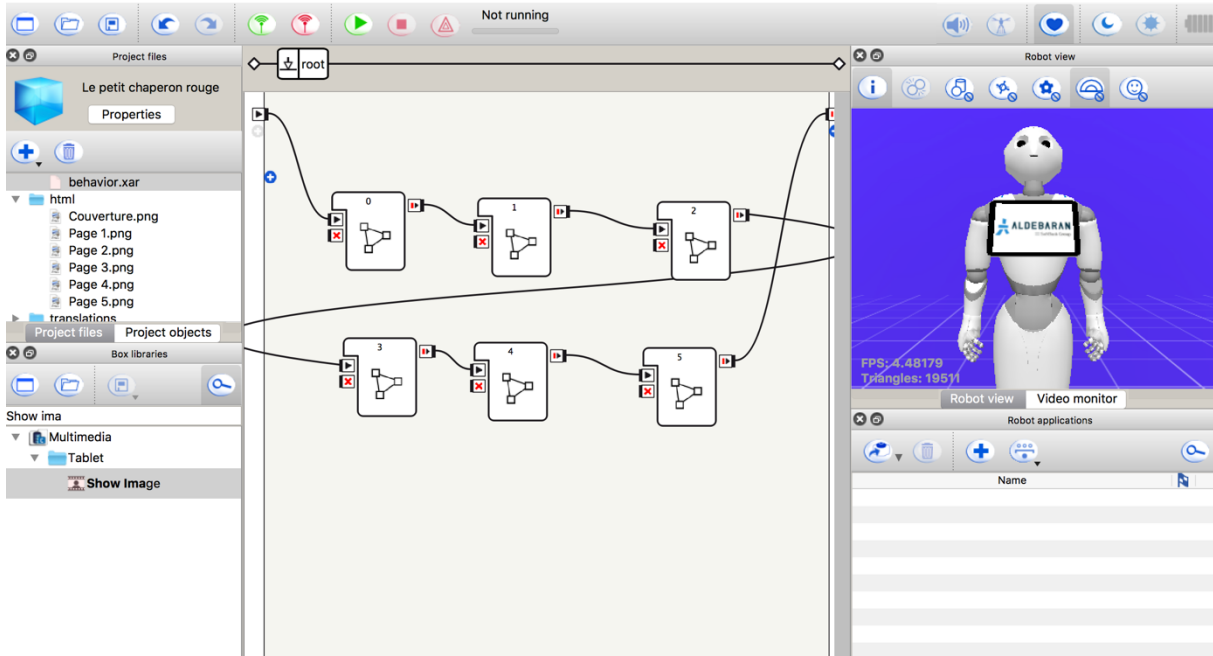 Not running
Project files
Le petit chaperon rouge
Properties
behavior.xar
html
Couverture.png
Page 1.png
Page 2.png
Page 3.png
Page 4.png
Page 5.png
translations
Project files
Project objects
Box libraries
Show ima
Multimedia
Tablet
Show Image
root
0
1
2
3
4
5
Robot view
ALDEBARAN
FPS: 4.48179
Triangles: 19511
Robot view
Video monitor
Robot applications
Name